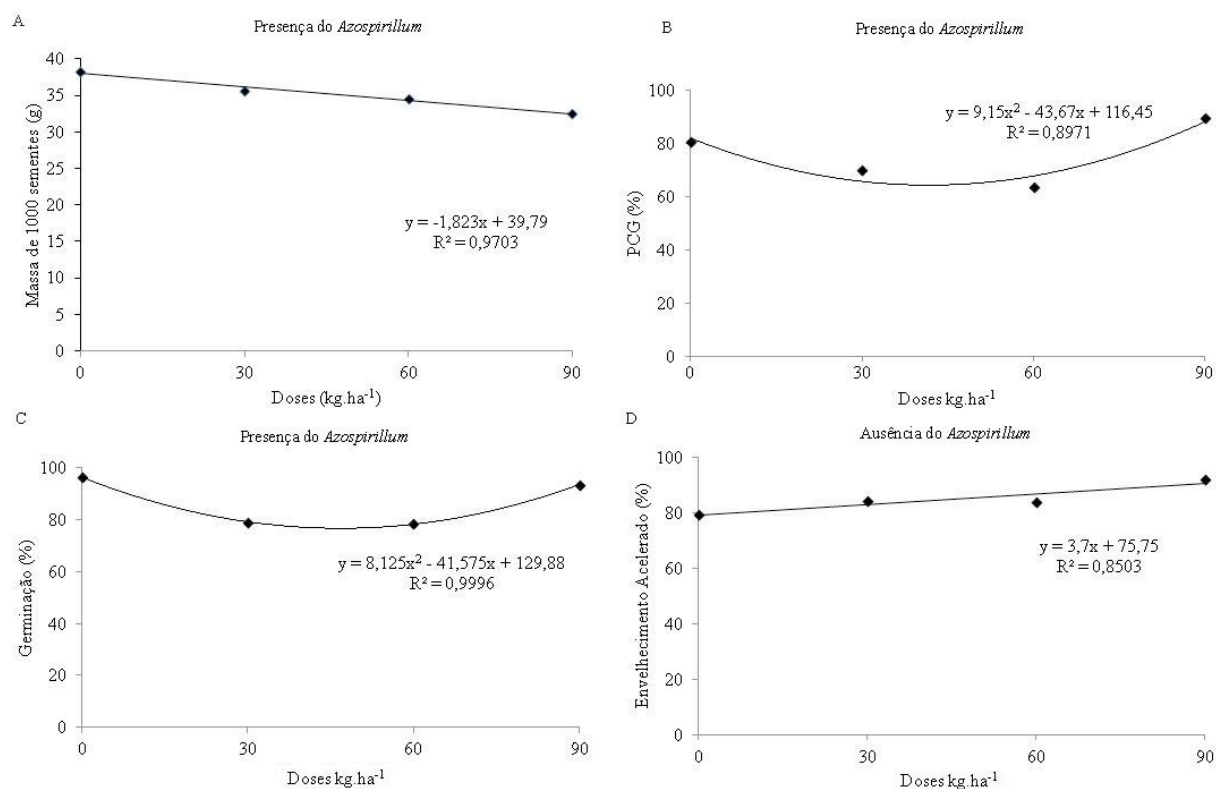 A
Presença do Azospirillum
Massa de 1000 sementes (g)
40
35
30
25
20
15
10
5
0
y = -1,823x + 39,79
R² = 0,9703
0 30 60 90
Doses (kg.ha⁻¹)
B
Presença do Azospirillum
PCG (%)
100
80
60
40
20
0
y = 9,15x² - 43,67x + 116,45
R² = 0,8971
0 30 60 90
Doses kg.ha⁻¹
C
Presença do Azospirillum
Germinação (%)
100
80
60
40
20
0
y = 8,125x² - 41,575x + 129,88
R² = 0,9996
0 30 60 90
Doses kg.ha⁻¹
D
Ausência do Azospirillum
Envelhecimento Acelerado (%)
100
80
60
40
20
0
y = 3,7x + 75,75
R² = 0,8503
0 30 60 90
Doses kg.ha⁻¹